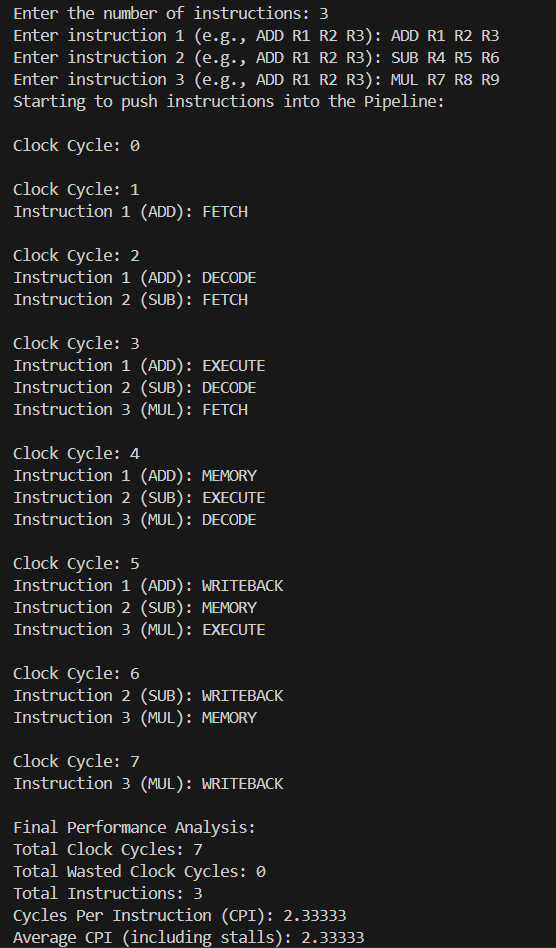 Enter the number of instructions: 3
Enter instruction 1 (e.g., ADD R1 R2 R3): ADD R1 R2 R3
Enter instruction 2 (e.g., ADD R1 R2 R3): SUB R4 R5 R6
Enter instruction 3 (e.g., ADD R1 R2 R3): MUL R7 R8 R9
Starting to push instructions into the Pipeline:

Clock Cycle: 0

Clock Cycle: 1
Instruction 1 (ADD): FETCH

Clock Cycle: 2
Instruction 1 (ADD): DECODE
Instruction 2 (SUB): FETCH

Clock Cycle: 3
Instruction 1 (ADD): EXECUTE
Instruction 2 (SUB): DECODE
Instruction 3 (MUL): FETCH

Clock Cycle: 4
Instruction 1 (ADD): MEMORY
Instruction 2 (SUB): EXECUTE
Instruction 3 (MUL): DECODE

Clock Cycle: 5
Instruction 1 (ADD): WRITEBACK
Instruction 2 (SUB): MEMORY
Instruction 3 (MUL): EXECUTE

Clock Cycle: 6
Instruction 2 (SUB): WRITEBACK
Instruction 3 (MUL): MEMORY

Clock Cycle: 7
Instruction 3 (MUL): WRITEBACK

Final Performance Analysis:
Total Clock Cycles: 7
Total Wasted Clock Cycles: 0
Total Instructions: 3
Cycles Per Instruction (CPI): 2.33333
Average CPI (including stalls): 2.33333